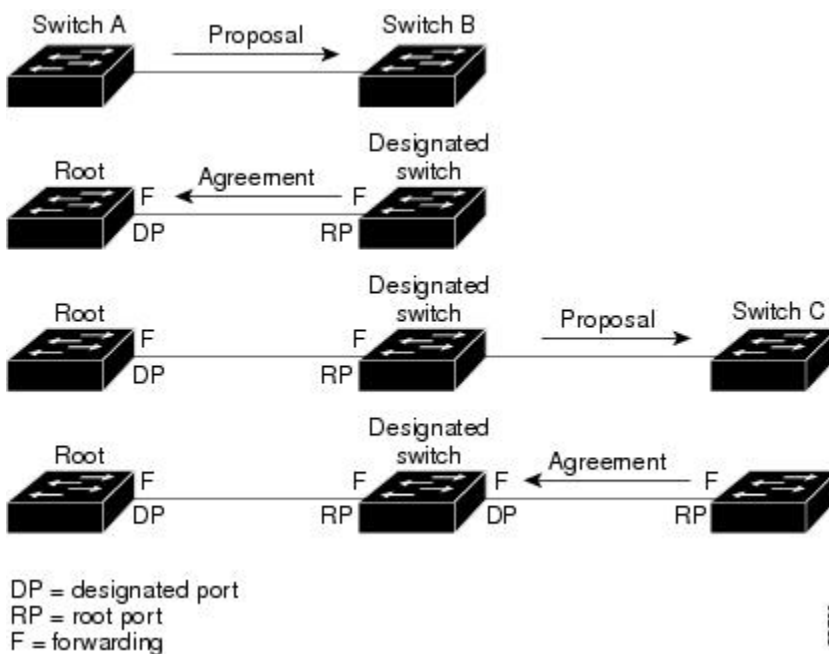 Switch A
Proposal
Switch B
Root
F
Agreement
F
Designated
switch
DP
RP
Root
F
F
Designated
switch
Proposal
Switch C
DP
RP
Root
F
F
Designated
switch
F
Agreement
F
DP
RP
DP
RP
DP = designated port
RP = root port
F = forwarding